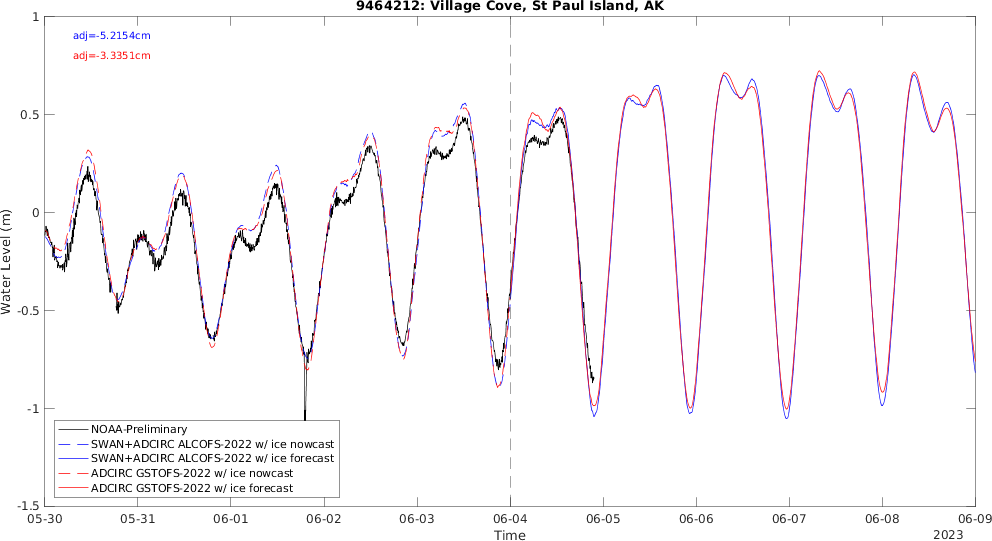 9464212: Village Cove, St Paul Island, AK
adj=-5.2154cm
adj=-3.3351cm
Water Level (m)
1
0.5
0
-0.5
-1
-1.5
NOAA-Preliminary
SWAN+ADCIRC ALCOFS-2022 w/ ice nowcast
SWAN+ADCIRC ALCOFS-2022 w/ ice forecast
ADCIRC GSTOFS-2022 w/ ice nowcast
ADCIRC GSTOFS-2022 w/ ice forecast
05-30 05-31 06-01 06-02 06-03 06-04 06-05 06-06 06-07 06-08 06-09
Time
2023